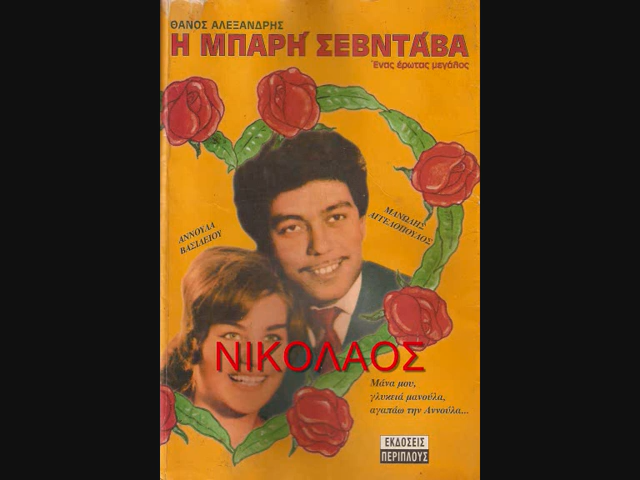 ΘΑΝΟΣ ΑΛΕΞΑΝΔΡΗΣ
Η ΜΠΑΡΗ ΣΕΒΝΤΑΒΑ
Ένας έρωτας μεγάλος
ΑΝΝΟΥΛΑ
ΒΑΣΙΛΕΙΟΥ
ΜΑΝΩΛΗΣ
ΑΓΓΕΛΟΠΟΥΛΟΣ
ΝΙΚΟΛΑΟΣ
Μάνα μου,
γλυκειά μανούλα,
αγαπάω την Αννούλα...
ΕΚΔΟΣΕΙΣ
ΠΕΡΙΠΛΟΥΣ